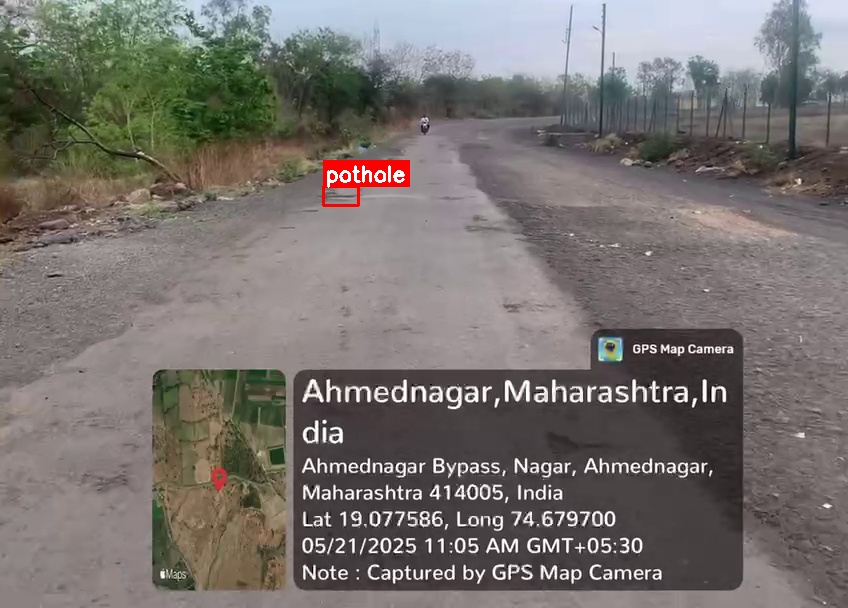 pothole
GPS Map Camera
Ahmednagar,Maharashtra,In
dia
Ahmednagar Bypass, Nagar, Ahmednagar,
Maharashtra 414005, India
Lat 19.077586, Long 74.679700
05/21/2025 11:05 AM GMT+05:30
Note : Captured by GPS Map Camera
Maps